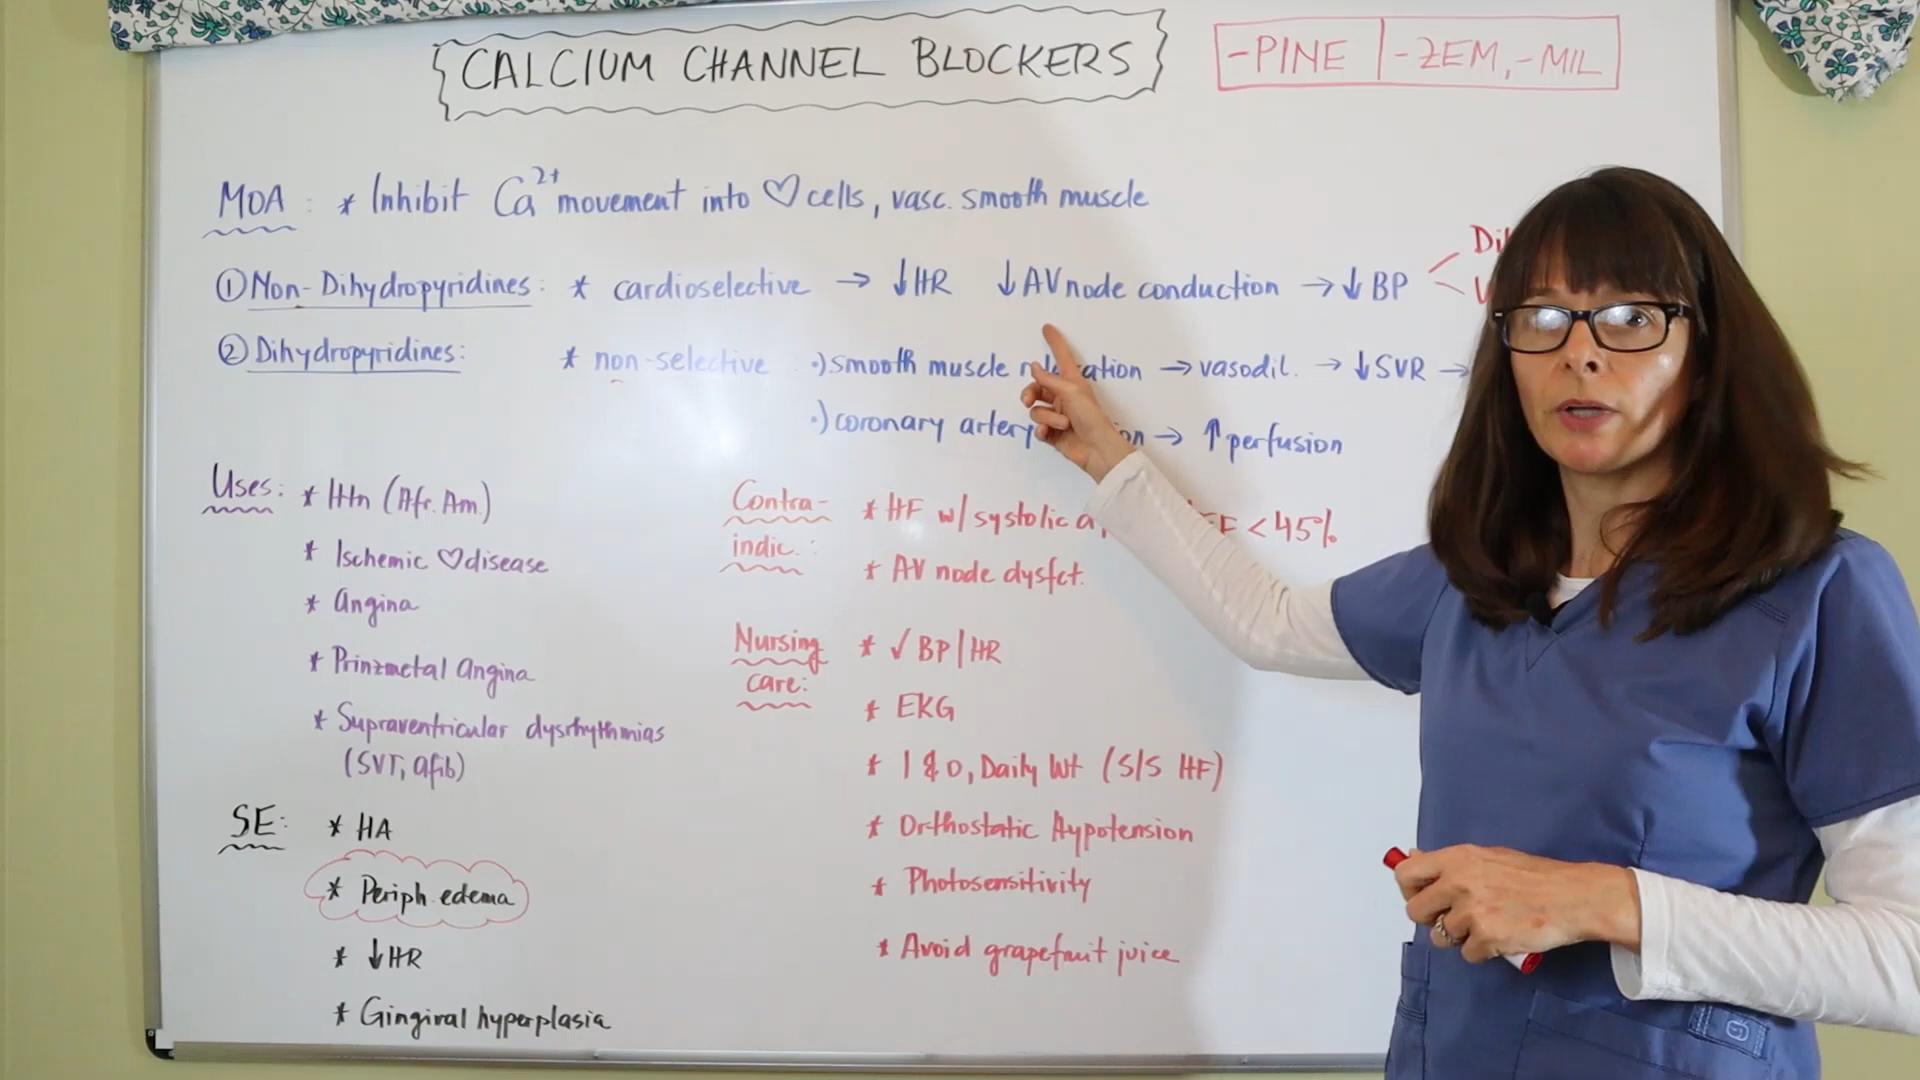 CALCIUM CHANNEL BLOCKERS
-PINE | -ZEM, -MIL
MOA: * Inhibit Ca2+ movement into ♡ cells, vasc. smooth muscle
① Non-Dihydropyridines: * cardioselective → ↓HR ↓AV node conduction → ↓BP
② Dihydropyridines: * non-selective .) smooth muscle → vasodil. → ↓SVR →
.) coronary artery → ↑perfusion
Uses: * Htn (Afr. Am.)
* Ischemic ♡ disease
* Angina
* Prinzmetal Angina
* Supraventricular dysrhythmias
(SVT, afib)
SE: * HA
* Periph. edema
* ↓HR
* Gingival hyperplasia
Contra-
indic.:
* HF w/ systolic <45%
* AV node dysfct.
Nursing
care:
* √ BP|HR
* EKG
* I & O, Daily Wt (S/S HF)
* Orthostatic Hypotension
* Photosensitivity
* Avoid grapefruit juice